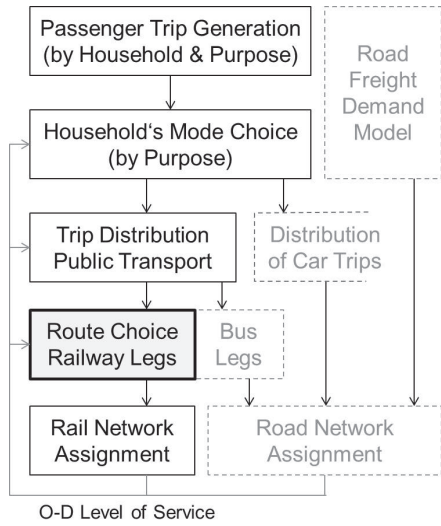 Passenger Trip Generation
(by Household & Purpose)
Road
Freight
Demand
Model
Household‘s Mode Choice
(by Purpose)
Trip Distribution
Public Transport
Distribution
of Car Trips
Route Choice
Railway Legs
Bus
Legs
Rail Network
Assignment
Road Network
Assignment
O-D Level of Service